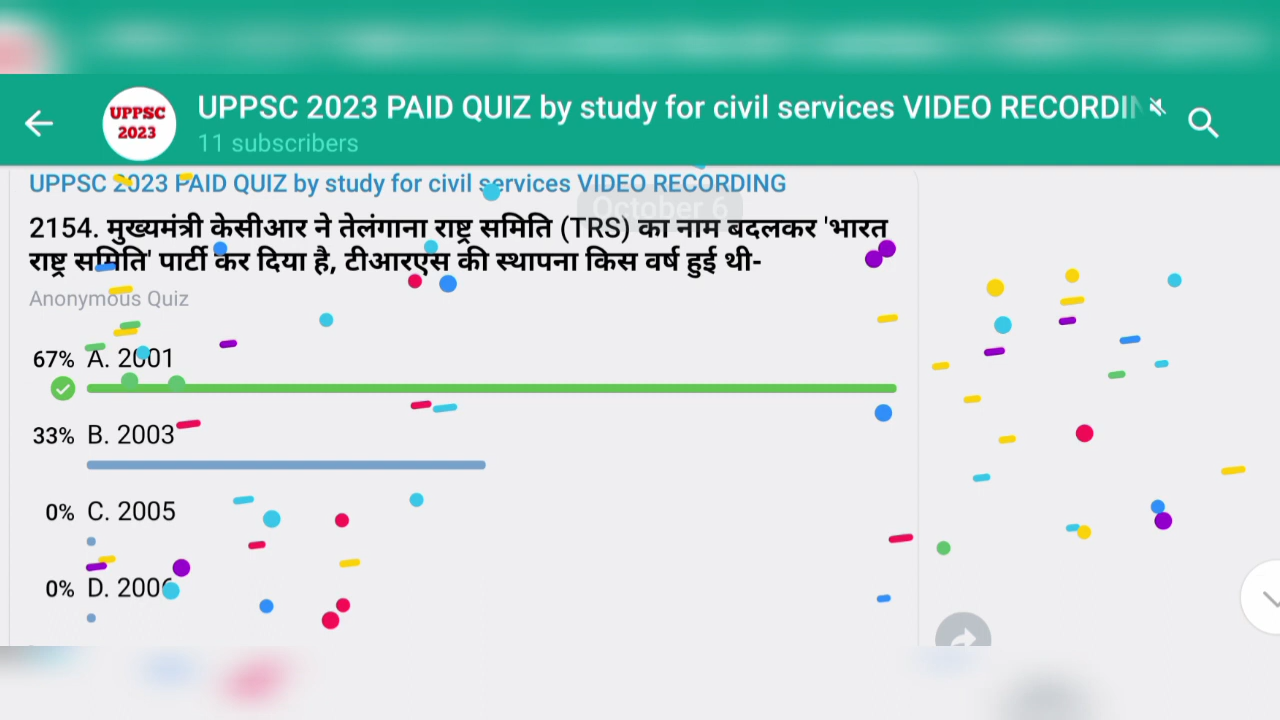 UPPSC
2023
UPPSC 2023 PAID QUIZ by study for civil services VIDEO RECORDIN
11 subscribers
UPPSC 2023 PAID QUIZ by study for civil services VIDEO RECORDING
October 6
2154. मुख्यमंत्री केसीआर ने तेलंगाना राष्ट्र समिति (TRS) का नाम बदलकर 'भारत
राष्ट्र समिति' पार्टी कर दिया है, टीआरएस की स्थापना किस वर्ष हुई थी-
Anonymous Quiz
67% A. 2001
33% B. 2003
0% C. 2005
0% D. 2006